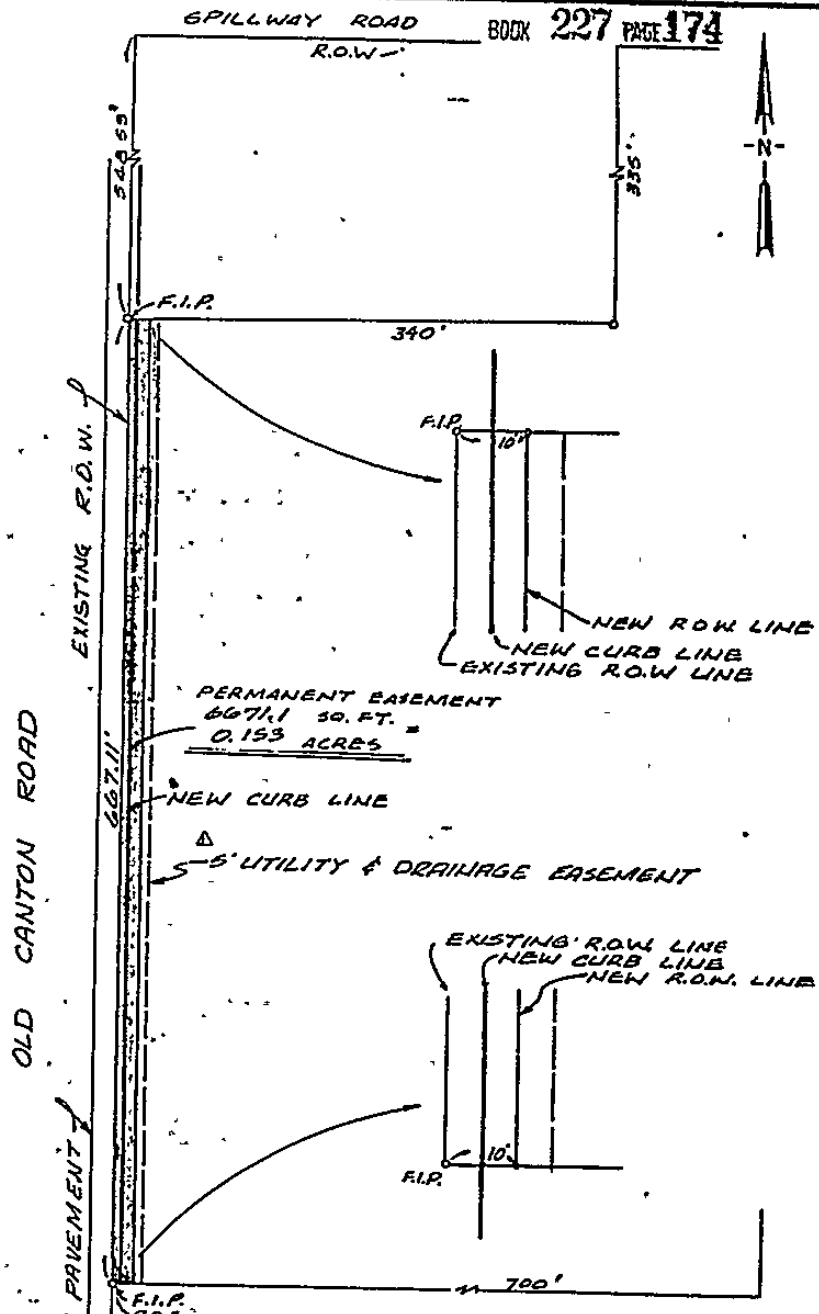 SPILLWAY ROAD
BOOK 227 PAGE 174
R.O.W
-N-
335'
F.I.P.
340'
EXISTING R.O.W.
F.I.P.
10'
NEW R.O.W. LINE
NEW CURB LINE
EXISTING R.O.W LINE
PERMANENT EASEMENT
6671.1 SQ. FT.
0.153 ACRES
667.11'
NEW CURB LINE
5' UTILITY & DRAINAGE EASEMENT
OLD CANTON ROAD
EXISTING R.O.W. LINE
NEW CURB LINE
NEW R.O.W. LINE
10'
F.I.P.
PAVEMENT
700'
F.I.P.